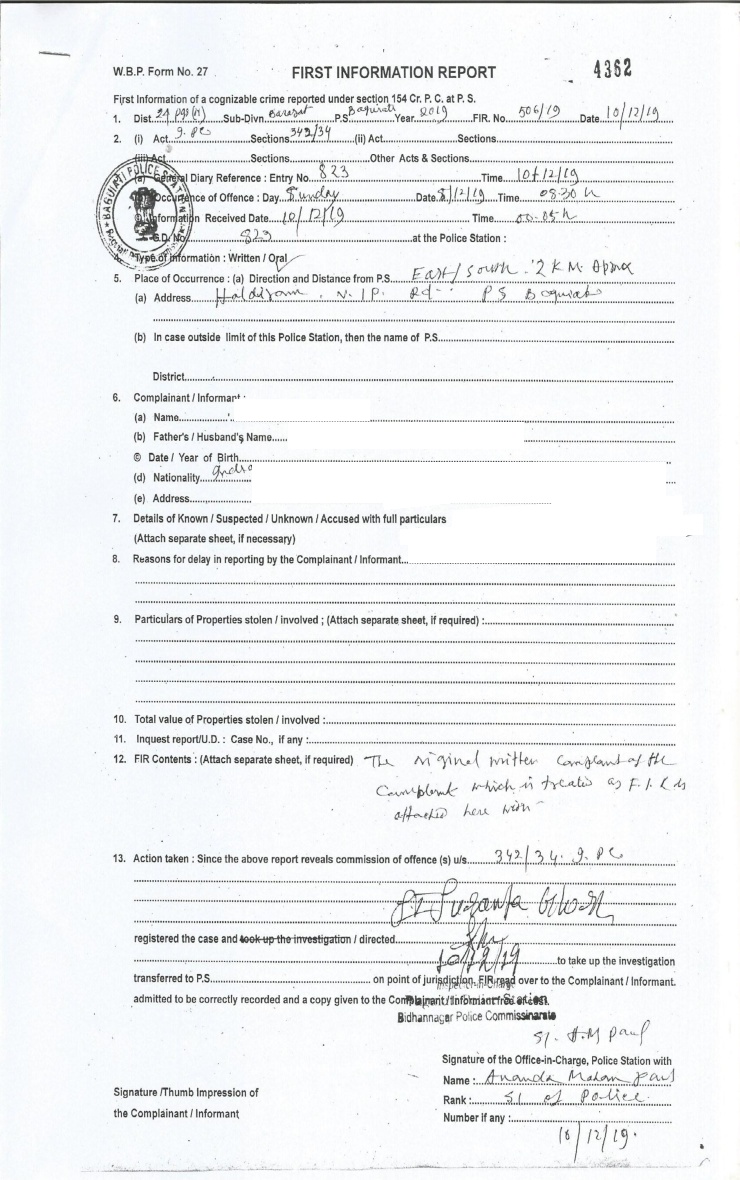 W.B.P. Form No. 27 FIRST INFORMATION REPORT 4362
First Information of a cognizable crime reported under section 154 Cr. P. C. at P. S.
1. Dist. 24 pgs (N) Sub-Divn. Barasat P.S Baguiati Year 2019 FIR. No. 506/19 Date 10/12/19
2. (i) Act I. PC Sections 342/34 (ii) Act Sections
(iii) Act Sections Other Acts & Sections
(a) General Diary Reference : Entry No. 823 Time 10/12/19
Occurence of Offence : Day Sunday Date 8/12/19 Time 08:30 h
Information Received Date 10/12/19 Time 00.05 h
G.D. No. 823 at the Police Station :
Type of Information : Written / Oral
BAGUIATI POLICE STATION
5. Place of Occurrence : (a) Direction and Distance from P.S. East/South. 2 KM. Aprox
(a) Address Haldiram, V.I.P. Rd- PS Baguiati
(b) In case outside limit of this Police Station, then the name of P.S.
District
6. Complainant / Informant
(a) Name
(b) Father's / Husband's Name
© Date / Year of Birth
(d) Nationality
(e) Address
7. Details of Known / Suspected / Unknown / Accused with full particulars
(Attach separate sheet, if necessary)
8. Reasons for delay in reporting by the Complainant / Informant
9. Particulars of Properties stolen / involved ; (Attach separate sheet, if required) :
10. Total value of Properties stolen / involved :
11. Inquest report/U.D. : Case No., if any :
12. FIR Contents : (Attach separate sheet, if required) The original written complaint of the
which is treated as F.I.R is
attached here with
13. Action taken : Since the above report reveals commission of offence (s) u/s. 342/34. I. PC
registered the case and took up the investigation / directed
10/12/19 to take up the investigation
transferred to P.S. on point of jurisdiction. FIR read over to the Complainant / Informant.
admitted to be correctly recorded and a copy given to the Complainant / Informant free of cost.
Bidhannagar Police Commissinarate
SI. A.M Paul
Signature of the Office-in-Charge, Police Station with
Name : Ananda Mohan Paul
Signature /Thumb Impression of
Rank : SI of Police.
the Complainant / Informant
Number if any :
10/12/19.